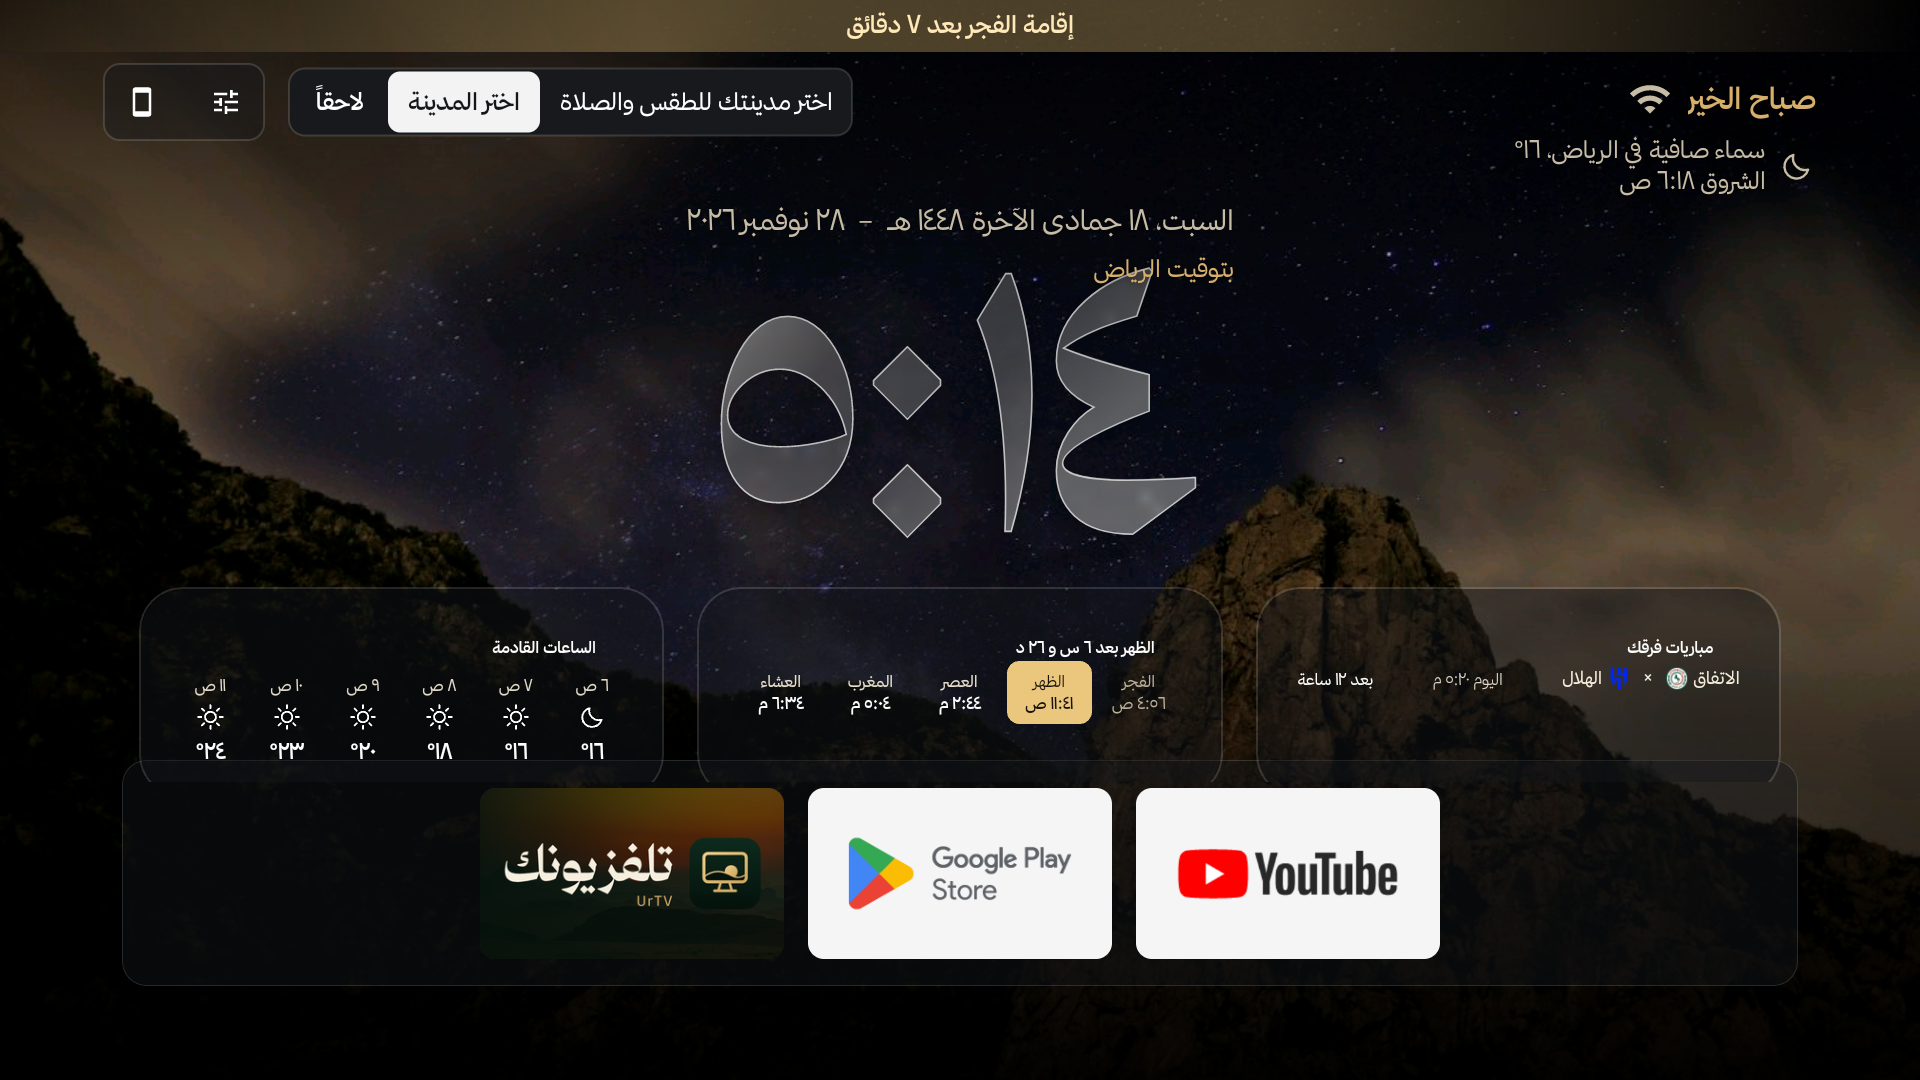 إقامة الفجر بعد ٧ دقائق
صباح الخير
سماء صافية في الرياض، ١٦°
الشروق ٦:١٨ ص
اختر مدينتك للطقس والصلاة
اختر المدينة
لاحقاً
السبت، ١٨ جمادى الآخرة ١٤٤٨ هـ – ٢٨ نوفمبر ٢٠٢٦
بتوقيت الرياض
٥:١٤
مباريات فرقك
الاتفاق × الهلال اليوم ٥:٢٠ م بعد ١٢ ساعة
الظهر بعد ٦ س و ٢٦ د
الفجر الظهر العصر المغرب العشاء
٤:٥٦ ص ١١:٤١ ص ٢:٤٤ م ٥:٠٤ م ٦:٣٤ م
الساعات القادمة
٦ ص ٧ ص ٨ ص ٩ ص ١٠ ص ١١ ص
١٦° ١٦° ١٨° ٢٠° ٢٣° ٢٤°
YouTube
Google Play
Store
تلفزيونك
UrTV